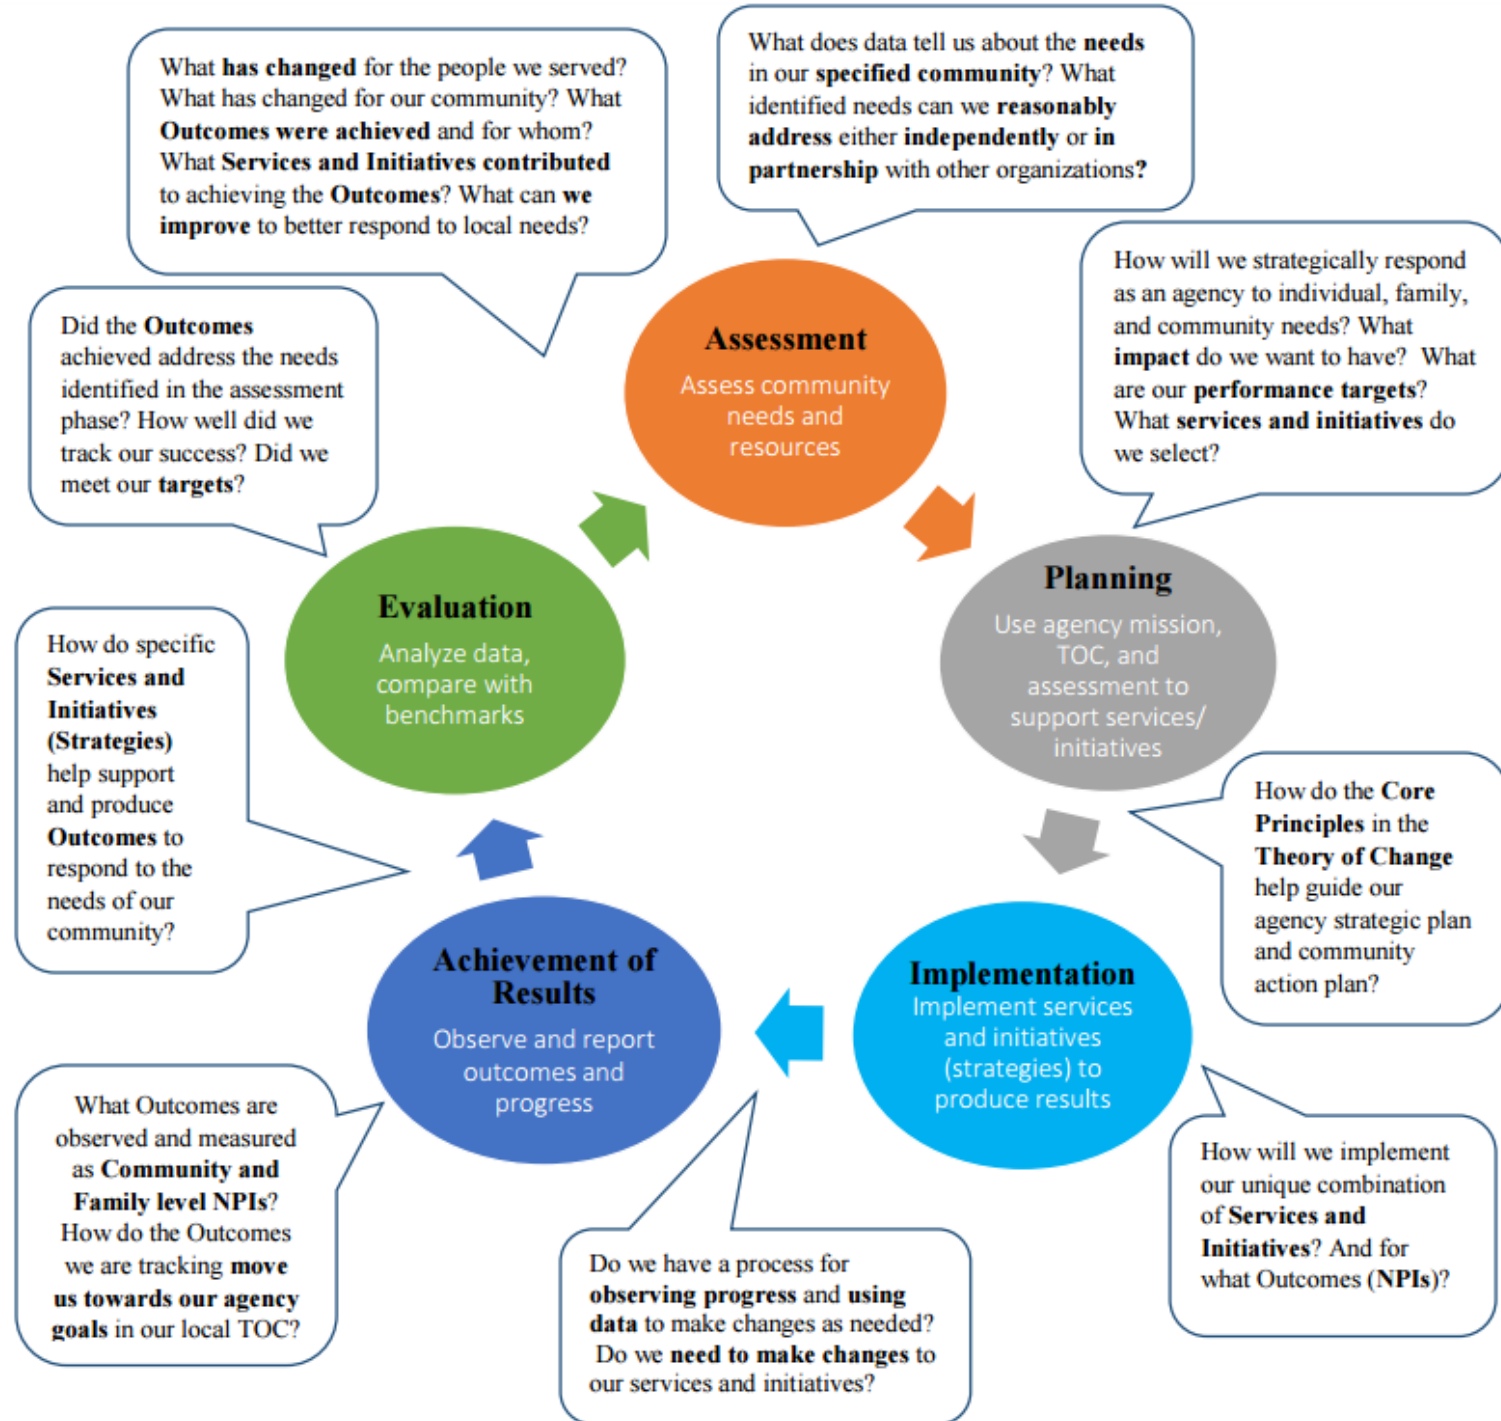 What has changed for the people we served?
What has changed for our community? What
Outcomes were achieved and for whom?
What Services and Initiatives contributed
to achieving the Outcomes? What can we
improve to better respond to local needs?
What does data tell us about the needs
in our specified community? What
identified needs can we reasonably
address either independently or in
partnership with other organizations?
How will we strategically respond
as an agency to individual, family,
and community needs? What
impact do we want to have?  What
are our performance targets?
What services and initiatives do
we select?
Did the Outcomes
achieved address the needs
identified in the assessment
phase? How well did we
track our success? Did we
meet our targets?
Assessment
Assess community
needs and
resources
Planning
Use agency mission,
TOC, and
assessment to
support services/
initiatives
Evaluation
Analyze data,
compare with
benchmarks
How do specific
Services and
Initiatives
(Strategies)
help support
and produce
Outcomes to
respond to the
needs of our
community?
How do the Core
Principles in the
Theory of Change
help guide our
agency strategic plan
and community
action plan?
Achievement of
Results
Observe and report
outcomes and
progress
Implementation
Implement services
and initiatives
(strategies) to
produce results
What Outcomes are
observed and measured
as Community and
Family level NPIs?
How do the Outcomes
we are tracking move
us towards our agency
goals in our local TOC?
Do we have a process for
observing progress and using
data to make changes as needed?
Do we need to make changes to
our services and initiatives?
How will we implement
our unique combination
of Services and
Initiatives? And for
what Outcomes (NPIs)?